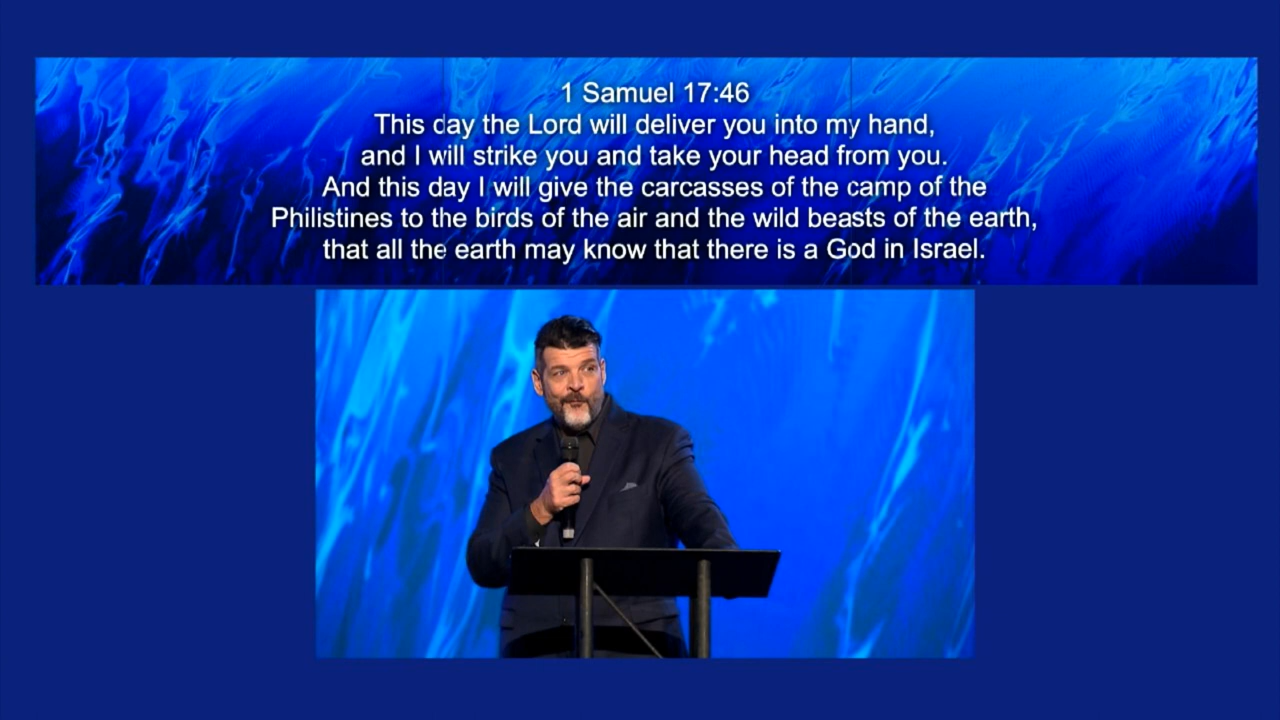 1 Samuel 17:46
This day the Lord will deliver you into my hand,
and I will strike you and take your head from you.
And this day I will give the carcasses of the camp of the
Philistines to the birds of the air and the wild beasts of the earth,
that all the earth may know that there is a God in Israel.